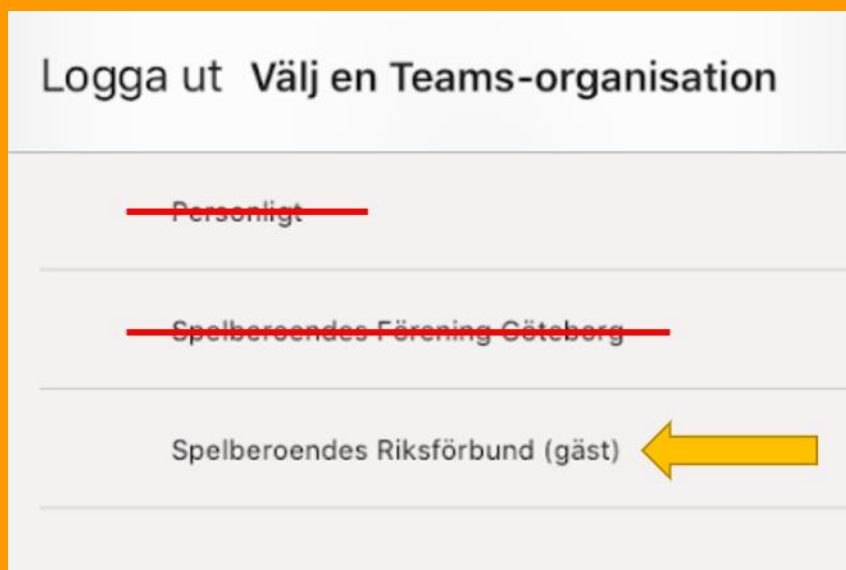 Logga ut Välj en Teams-organisation
Personligt
Spelberoendes Förening Göteborg
Spelberoendes Riksförbund (gäst)